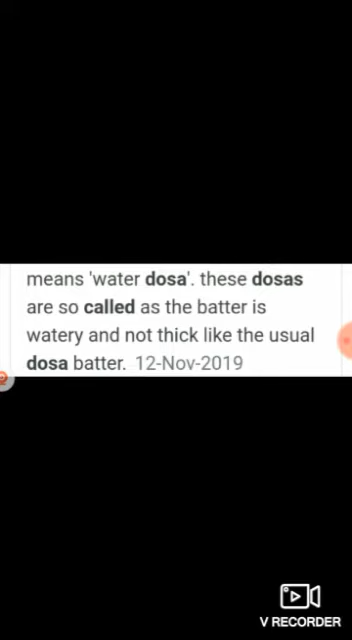 means 'water dosa'. these dosas
are so called as the batter is
watery and not thick like the usual
dosa batter. 12-Nov-2019
V RECORDER